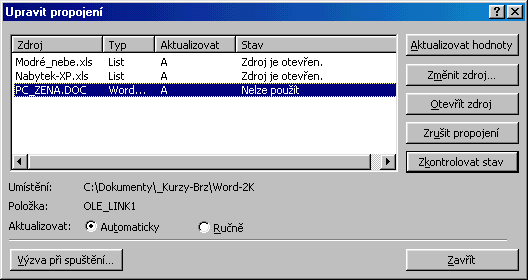 Upravit propojení
Zdroj Typ Aktualizovat Stav
Modré_nebe.xls List A Zdroj je otevřen.
Nabytek-XP.xls List A Zdroj je otevřen.
PC_ZENA.DOC Word... A Nelze použít
Aktualizovat hodnoty
Změnit zdroj...
Otevřít zdroj
Zrušit propojení
Zkontrolovat stav
Umístění: C:\Dokumenty\_Kurzy-Brz\Word-2K
Položka: OLE_LINK1
Aktualizovat: Automaticky Ručně
Výzva při spuštění... Zavřít